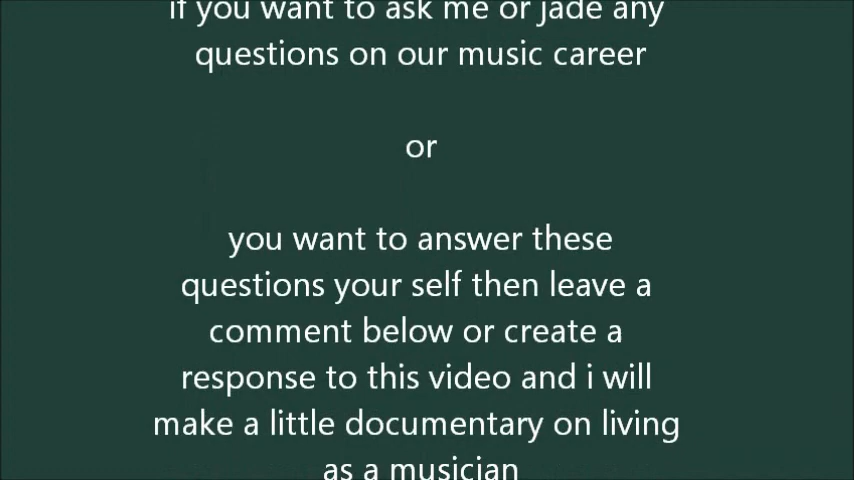 if you want to ask me or jade any
questions on our music career
or
you want to answer these
questions your self then leave a
comment below or create a
response to this video and i will
make a little documentary on living
as a musician